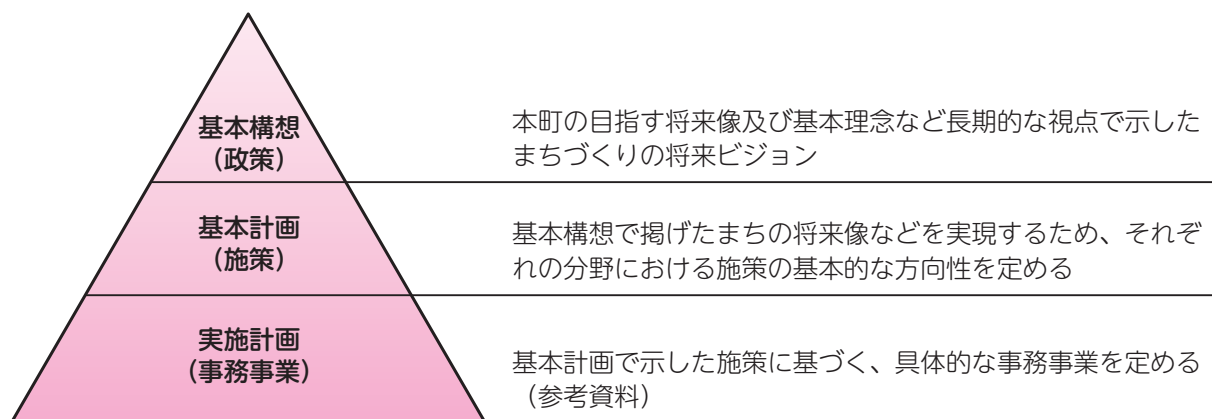 基本構想
(政策)
本町の目指す将来像及び基本理念など長期的な視点で示した
まちづくりの将来ビジョン
基本計画
(施策)
基本構想で掲げたまちの将来像などを実現するため、それぞ
れの分野における施策の基本的な方向性を定める
実施計画
(事務事業)
基本計画で示した施策に基づく、具体的な事務事業を定める
(参考資料)